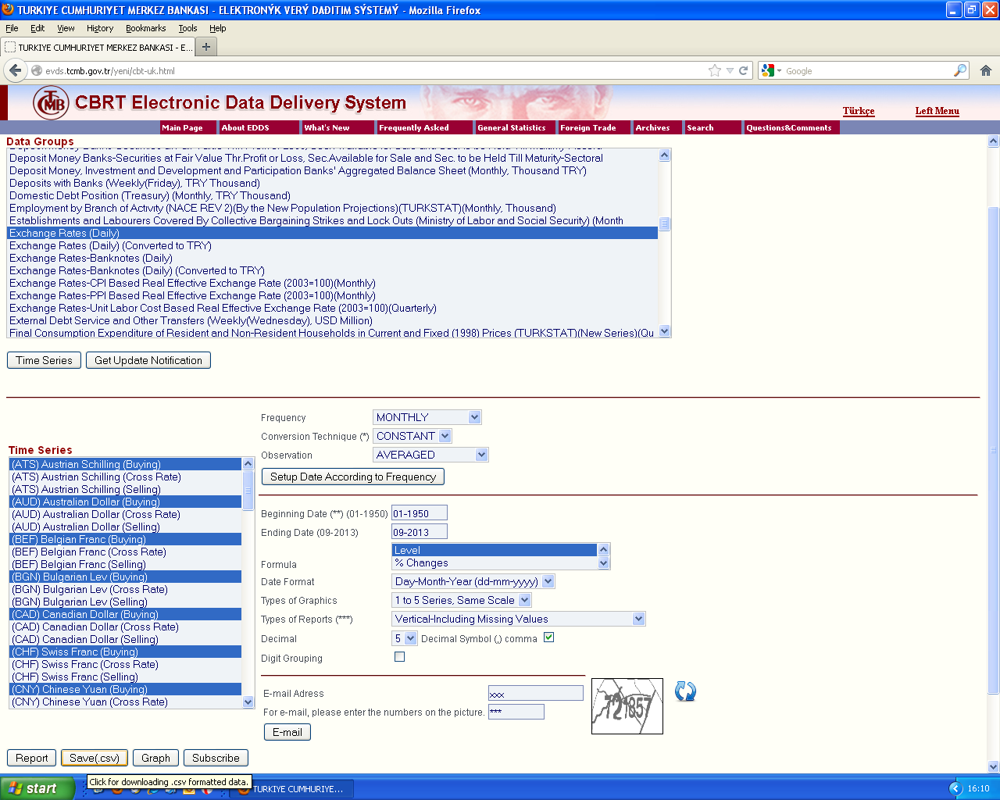 TURKIYE CUMHURIYET MERKEZ BANKASI - ELEKTRONÝK VERÝ DAÐITIM SÝSTEMÝ - Mozilla Firefox
File Edit View History Bookmarks Tools Help
TURKIYE CUMHURIYET MERKEZ BANKASI - E...
evds.tcmb.gov.tr/yeni/cbt-uk.html
Google
TCMB
CBRT Electronic Data Delivery System
Türkçe
Left Menu
Main Page About EDDS What's New Frequently Asked General Statistics Foreign Trade Archives Search Questions&Comments
Data Groups
Deposit Money Banks-Securities at Fair Value Thr.Profit or Loss, Sec.Available for Sale and Sec. to be Held Till Maturity-Sectoral
Deposit Money, Investment and Development and Participation Banks' Aggregated Balance Sheet (Monthly, Thousand TRY)
Deposits with Banks (Weekly(Friday), TRY Thousand)
Domestic Debt Position (Treasury) (Monthly, TRY Thousand)
Employment by Branch of Activity (NACE REV 2)(By the New Population Projections)(TURKSTAT)(Monthly, Thousand)
Establishments and Labourers Covered By Collective Bargaining Strikes and Lock Outs (Ministry of Labor and Social Security) (Month
Exchange Rates (Daily)
Exchange Rates (Daily) (Converted to TRY)
Exchange Rates-Banknotes (Daily)
Exchange Rates-Banknotes (Daily) (Converted to TRY)
Exchange Rates-CPI Based Real Effective Exchange Rate (2003=100)(Monthly)
Exchange Rates-PPI Based Real Effective Exchange Rate (2003=100)(Monthly)
Exchange Rates-Unit Labor Cost Based Real Effective Exchange Rate (2003=100)(Quarterly)
External Debt Service and Other Transfers (Weekly(Wednesday), USD Million)
Final Consumption Expenditure of Resident and Non-Resident Households in Current and Fixed (1998) Prices (TURKSTAT)(New Series)(Qu
Time Series Get Update Notification
Frequency MONTHLY
Conversion Technique (*) CONSTANT
Observation AVERAGED
Setup Date According to Frequency
Time Series
(ATS) Austrian Schilling (Buying)
(ATS) Austrian Schilling (Cross Rate)
(ATS) Austrian Schilling (Selling)
(AUD) Australian Dollar (Buying)
(AUD) Australian Dollar (Cross Rate)
(AUD) Australian Dollar (Selling)
(BEF) Belgian Franc (Buying)
(BEF) Belgian Franc (Cross Rate)
(BEF) Belgian Franc (Selling)
(BGN) Bulgarian Lev (Buying)
(BGN) Bulgarian Lev (Cross Rate)
(BGN) Bulgarian Lev (Selling)
(CAD) Canadian Dollar (Buying)
(CAD) Canadian Dollar (Cross Rate)
(CAD) Canadian Dollar (Selling)
(CHF) Swiss Franc (Buying)
(CHF) Swiss Franc (Cross Rate)
(CHF) Swiss Franc (Selling)
(CNY) Chinese Yuan (Buying)
(CNY) Chinese Yuan (Cross Rate)
Beginning Date (**) (01-1950) 01-1950
Ending Date (09-2013) 09-2013
Level
Formula % Changes
Date Format Day-Month-Year (dd-mm-yyyy)
Types of Graphics 1 to 5 Series, Same Scale
Types of Reports (***) Vertical-Including Missing Values
Decimal 5 Decimal Symbol (,) comma
Digit Grouping
E-mail Adress xxx
For e-mail, please enter the numbers on the picture. ***
721857
E-mail
Report Save(.csv) Graph Subscribe
Click for downloading .csv formatted data.
start
TURKIYE CUMHURIYE...
16:10